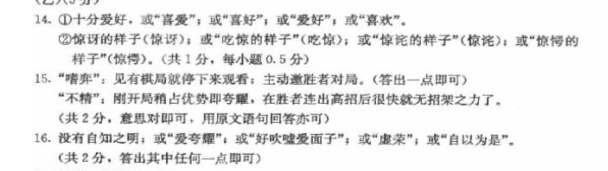 14. ①十分爱好，或“喜爱”；或“喜好”；或“爱好”；或“喜欢”。
②惊讶的样子(惊讶)；或“吃惊的样子”(吃惊)；或“惊诧的样子”(惊诧)；或“惊愕的
样子”(惊愕)。(共 1 分，每小题 0.5 分)
15. “嗜弈”：见有棋局就停下来观看；主动邀胜者对局。(答出一点即可)
“不精”：刚开局稍占优势即夸耀，在胜者连出高招后很快就无招架之力了。
(共 2 分，意思对即可，用原文语句回答亦可)
16. 没有自知之明；或“爱夸耀”；或“好吹嘘爱面子”；或“虚荣”；或“自以为是”。
(共 2 分，答出其中任何一点即可)